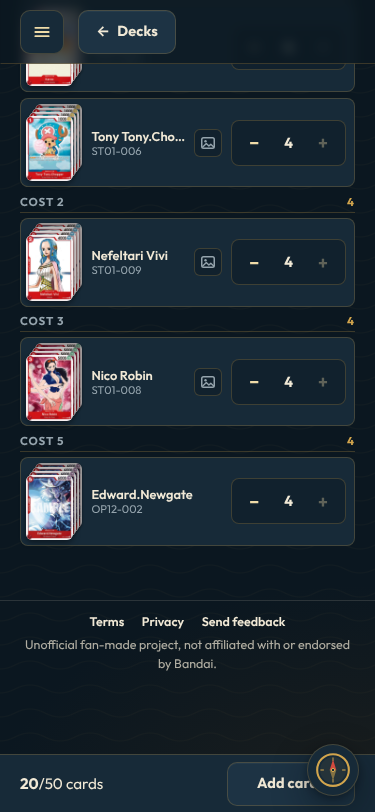 ← Decks
Tony Tony.Cho...
ST01-006
− 4 +
COST 2 4
Nefeltari Vivi
ST01-009
− 4 +
COST 3 4
Nico Robin
ST01-008
− 4 +
COST 5 4
Edward.Newgate
OP12-002
− 4 +
Terms Privacy Send feedback
Unofficial fan-made project, not affiliated with or endorsed
by Bandai.
20/50 cards
Add car